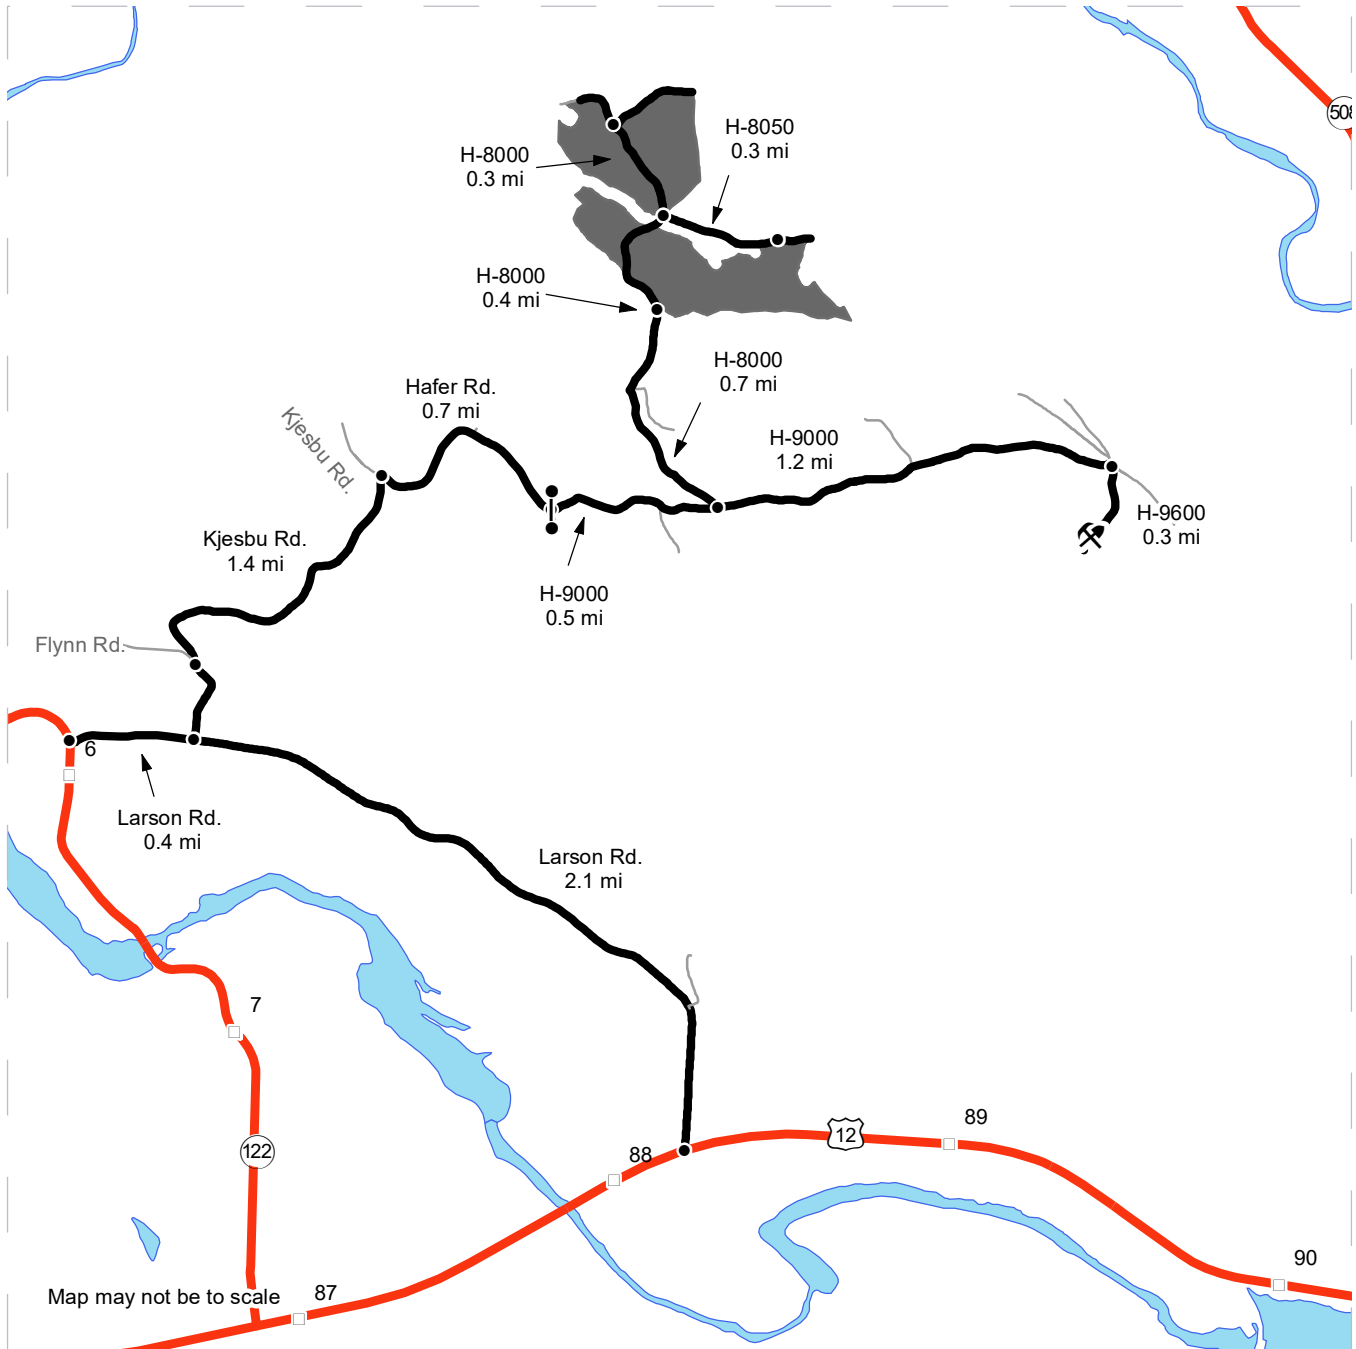 508
H-8050
0.3 mi
H-8000
0.3 mi
H-8000
0.4 mi
H-8000
0.7 mi
Hafer Rd.
0.7 mi
Kjesbu Rd.
H-9000
1.2 mi
H-9600
0.3 mi
Kjesbu Rd.
1.4 mi
H-9000
0.5 mi
Flynn Rd.
6
Larson Rd.
0.4 mi
Larson Rd.
2.1 mi
7
122
88
12
89
90
87
Map may not be to scale